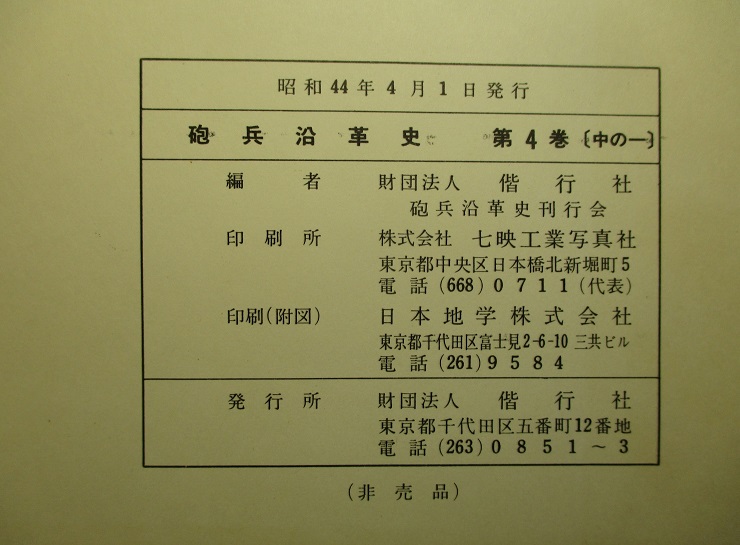 昭和44年4月1日発行
砲兵沿革史 第4巻〔中の一〕
編者 財団法人 偕行社
砲兵沿革史刊行会
印刷所 株式会社 七映工業写真社
東京都中央区日本橋北新堀町5
電話(668)0711(代表)
印刷(附図) 日本地学株式会社
東京都千代田区富士見2-6-10 三共ビル
電話(261)9584
発行所 財団法人 偕行社
東京都千代田区五番町12番地
電話(263)0851～3
(非売品)